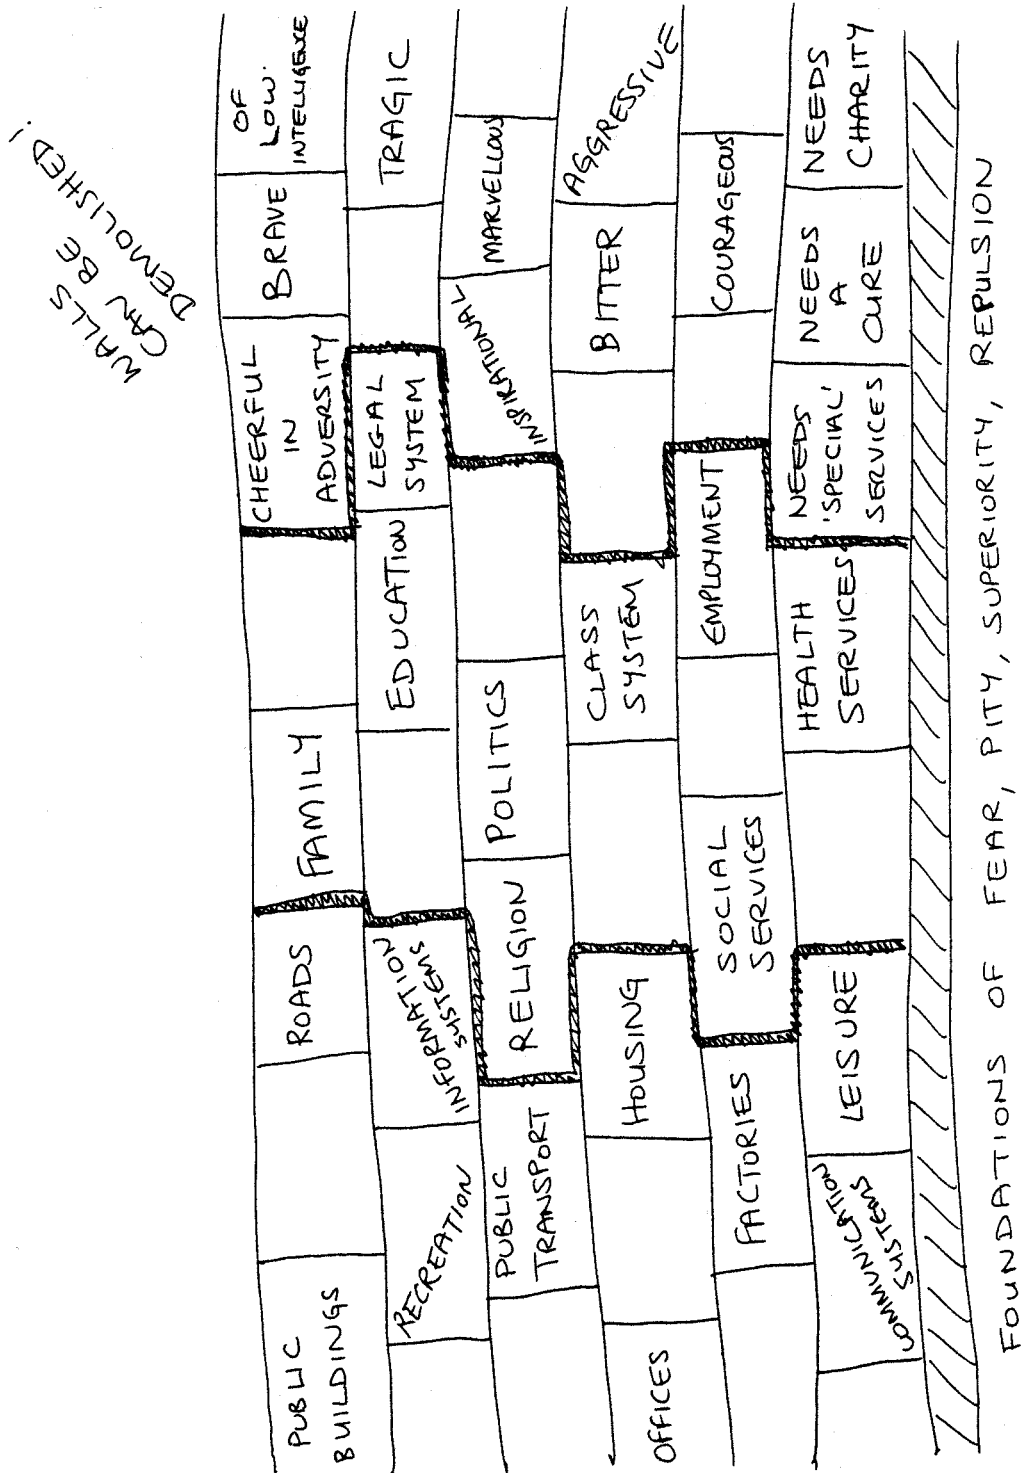 WALLS
CAN BE
DEMOLISHED!
PUBLIC
BUILDINGS
ROADS
FAMILY
CHEERFUL
IN
ADVERSITY
BRAVE
OF
LOW
INTELLIGENCE
RECREATION
INFORMATION
SYSTEMS
EDUCATION
LEGAL
SYSTEM
TRAGIC
PUBLIC
TRANSPORT
RELIGION
POLITICS
INSPIRATIONAL
MARVELLOUS
OFFICES
HOUSING
CLASS
SYSTEM
BITTER
AGGRESSIVE
FACTORIES
SOCIAL
SERVICES
EMPLOYMENT
COURAGEOUS
COMMUNICATION
SYSTEMS
LEISURE
HEALTH
SERVICES
NEEDS
'SPECIAL'
SERVICES
NEEDS
A
CURE
NEEDS
CHARITY
FOUNDATIONS OF FEAR, PITY, SUPERIORITY, REPULSION